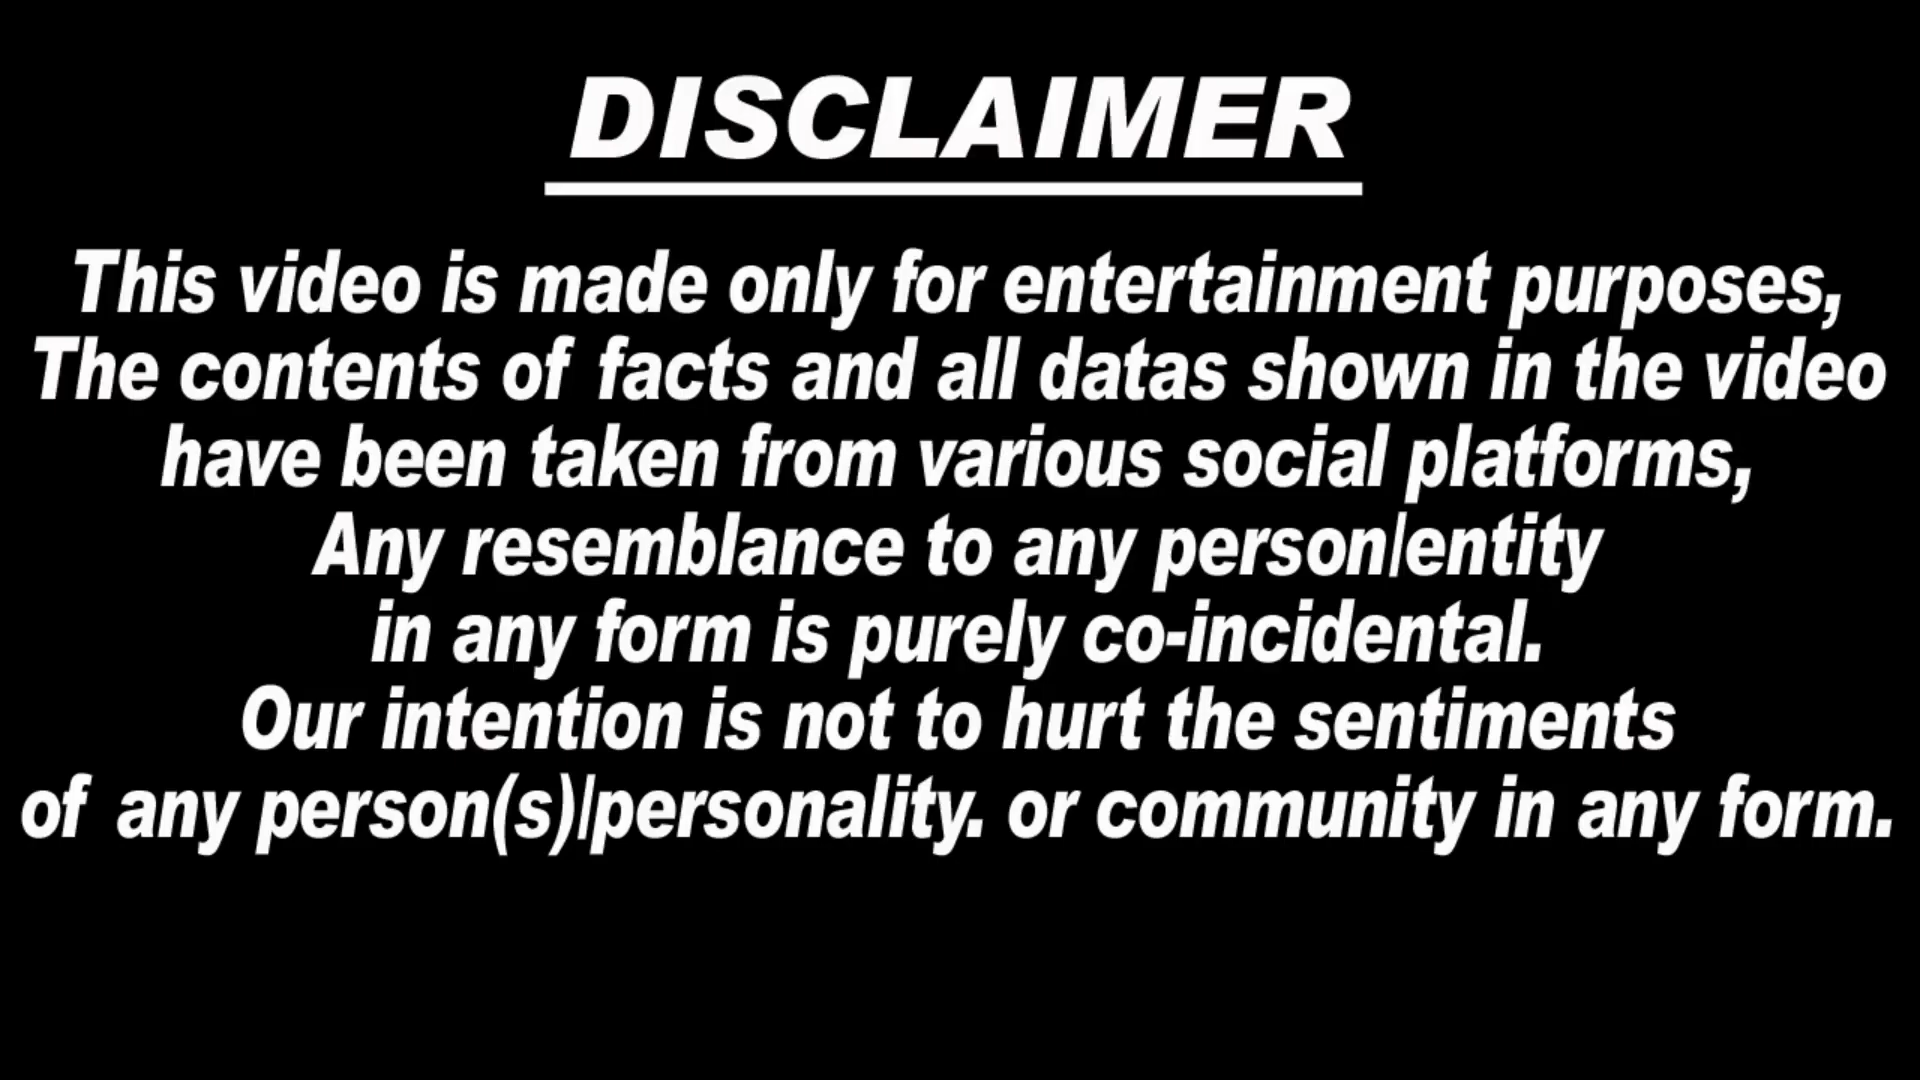 DISCLAIMER
This video is made only for entertainment purposes,
The contents of facts and all datas shown in the video
have been taken from various social platforms,
Any resemblance to any person/entity
in any form is purely co-incidental.
Our intention is not to hurt the sentiments
of any person(s)/personality. or community in any form.